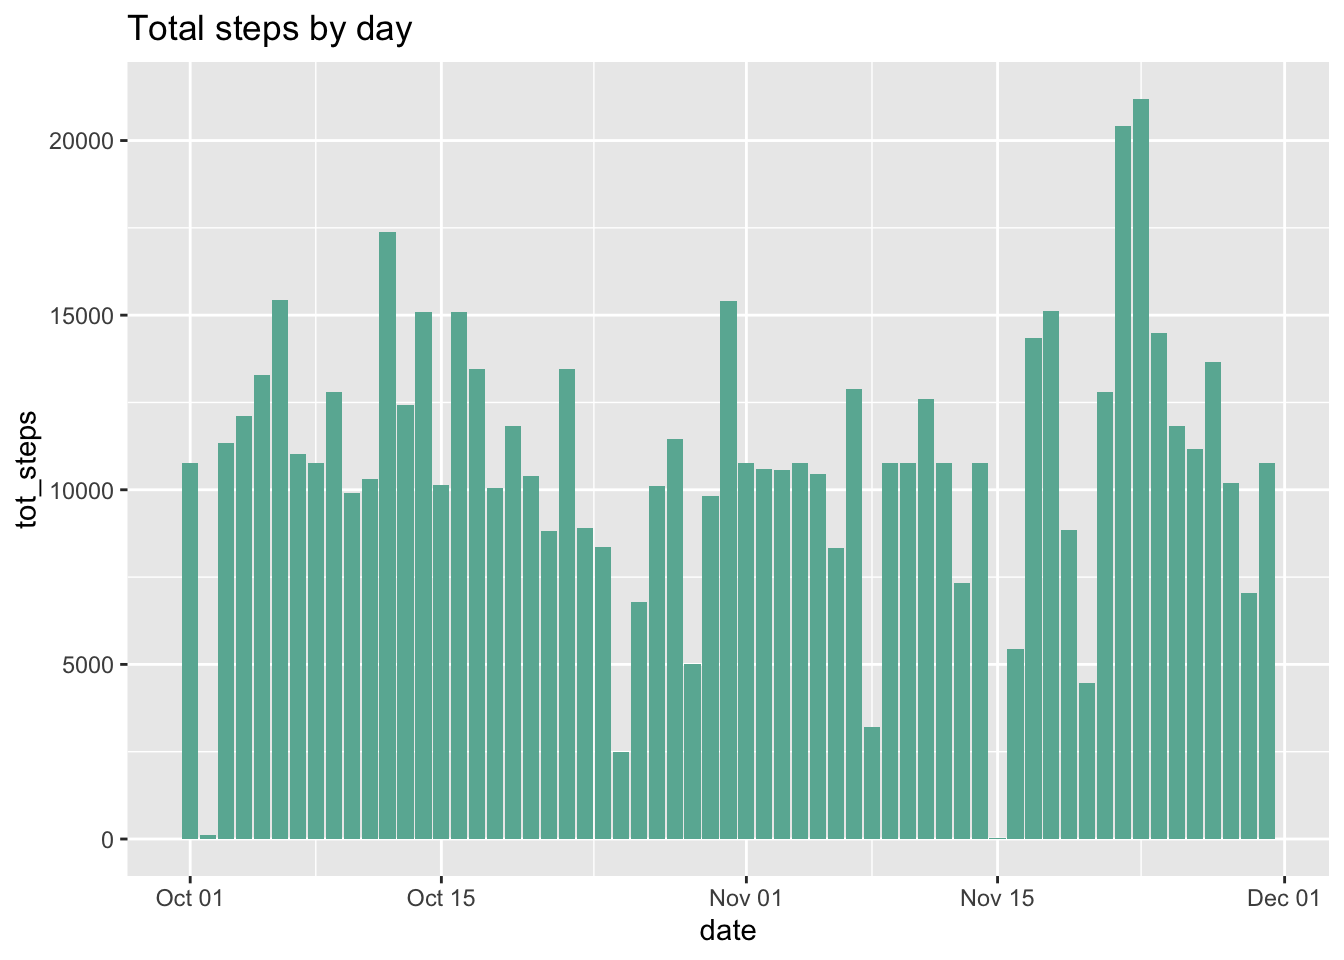 Total steps by day
tot_steps
20000
15000
10000
5000
0
Oct 01
Oct 15
Nov 01
Nov 15
Dec 01
date